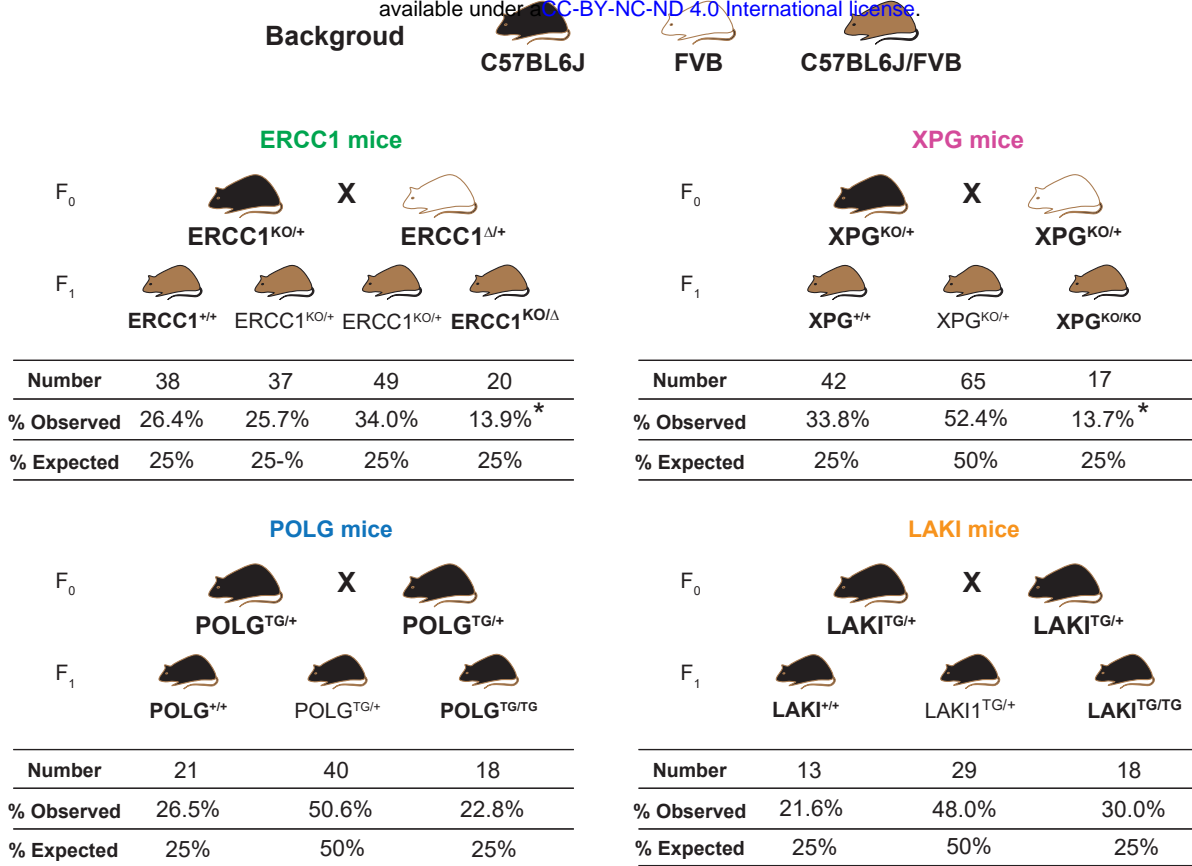 available under aCC-BY-NC-ND 4.0 International license.
Backgroud
C57BL6J FVB C57BL6J/FVB
ERCC1 mice
F0 X
ERCC1KO/+ ERCC1Δ/+
F1
ERCC1+/+ ERCC1KO/+ ERCC1KO/+ ERCC1KO/Δ
Number 38 37 49 20
% Observed 26.4% 25.7% 34.0% 13.9%*
% Expected 25% 25-% 25% 25%
XPG mice
F0 X
XPGKO/+ XPGKO/+
F1
XPG+/+ XPGKO/+ XPGKO/KO
Number 42 65 17
% Observed 33.8% 52.4% 13.7%*
% Expected 25% 50% 25%
POLG mice
F0 X
POLGTG/+ POLGTG/+
F1
POLG+/+ POLGTG/+ POLGTG/TG
Number 21 40 18
% Observed 26.5% 50.6% 22.8%
% Expected 25% 50% 25%
LAKI mice
F0 X
LAKITG/+ LAKITG/+
F1
LAKI+/+ LAKI1TG/+ LAKITG/TG
Number 13 29 18
% Observed 21.6% 48.0% 30.0%
% Expected 25% 50% 25%